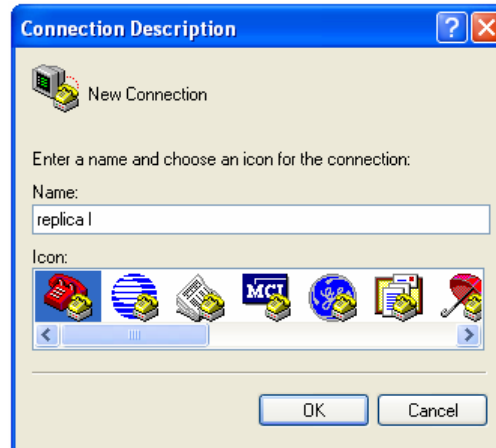 Connection Description
New Connection
Enter a name and choose an icon for the connection:
Name:
replica l
Icon:
MCI
OK Cancel